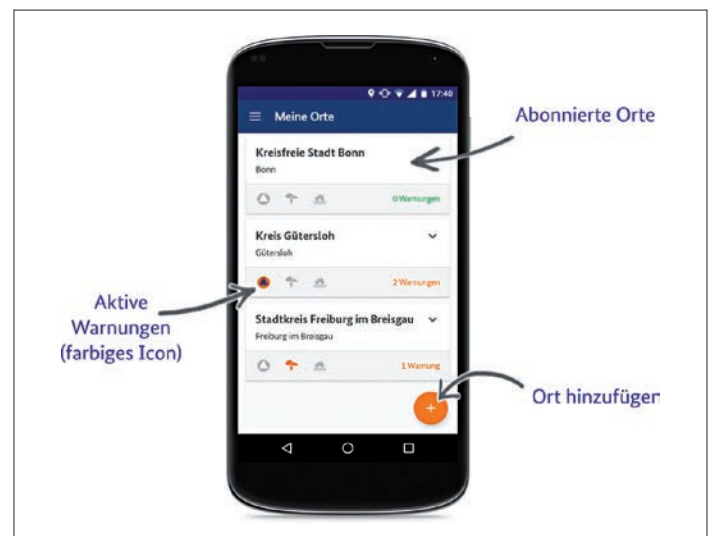 17:40
Meine Orte
Abonnierte Orte
Kreisfreie Stadt Bonn
Bonn
0 Warnungen
Kreis Gütersloh
Gütersloh
2 Warnungen
Aktive
Warnungen
(farbiges Icon)
Stadtkreis Freiburg im Breisgau
Freiburg im Breisgau
1 Warnung
Ort hinzufügen